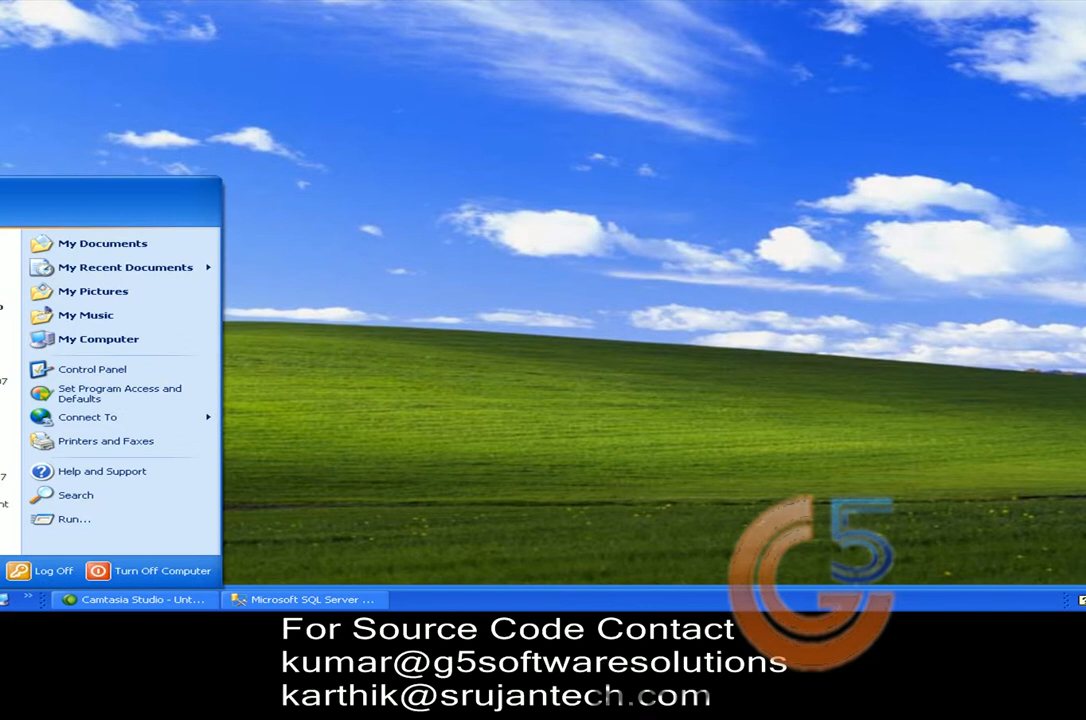 My Documents
My Recent Documents
My Pictures
My Music
My Computer
Control Panel
Set Program Access and
Defaults
Connect To
Printers and Faxes
Help and Support
Search
Run...
Log Off
Turn Off Computer
Camtasia Studio - Unt...
Microsoft SQL Server ...
G5
For Source Code Contact
kumar@g5softwaresolutions
karthik@srujantech.com